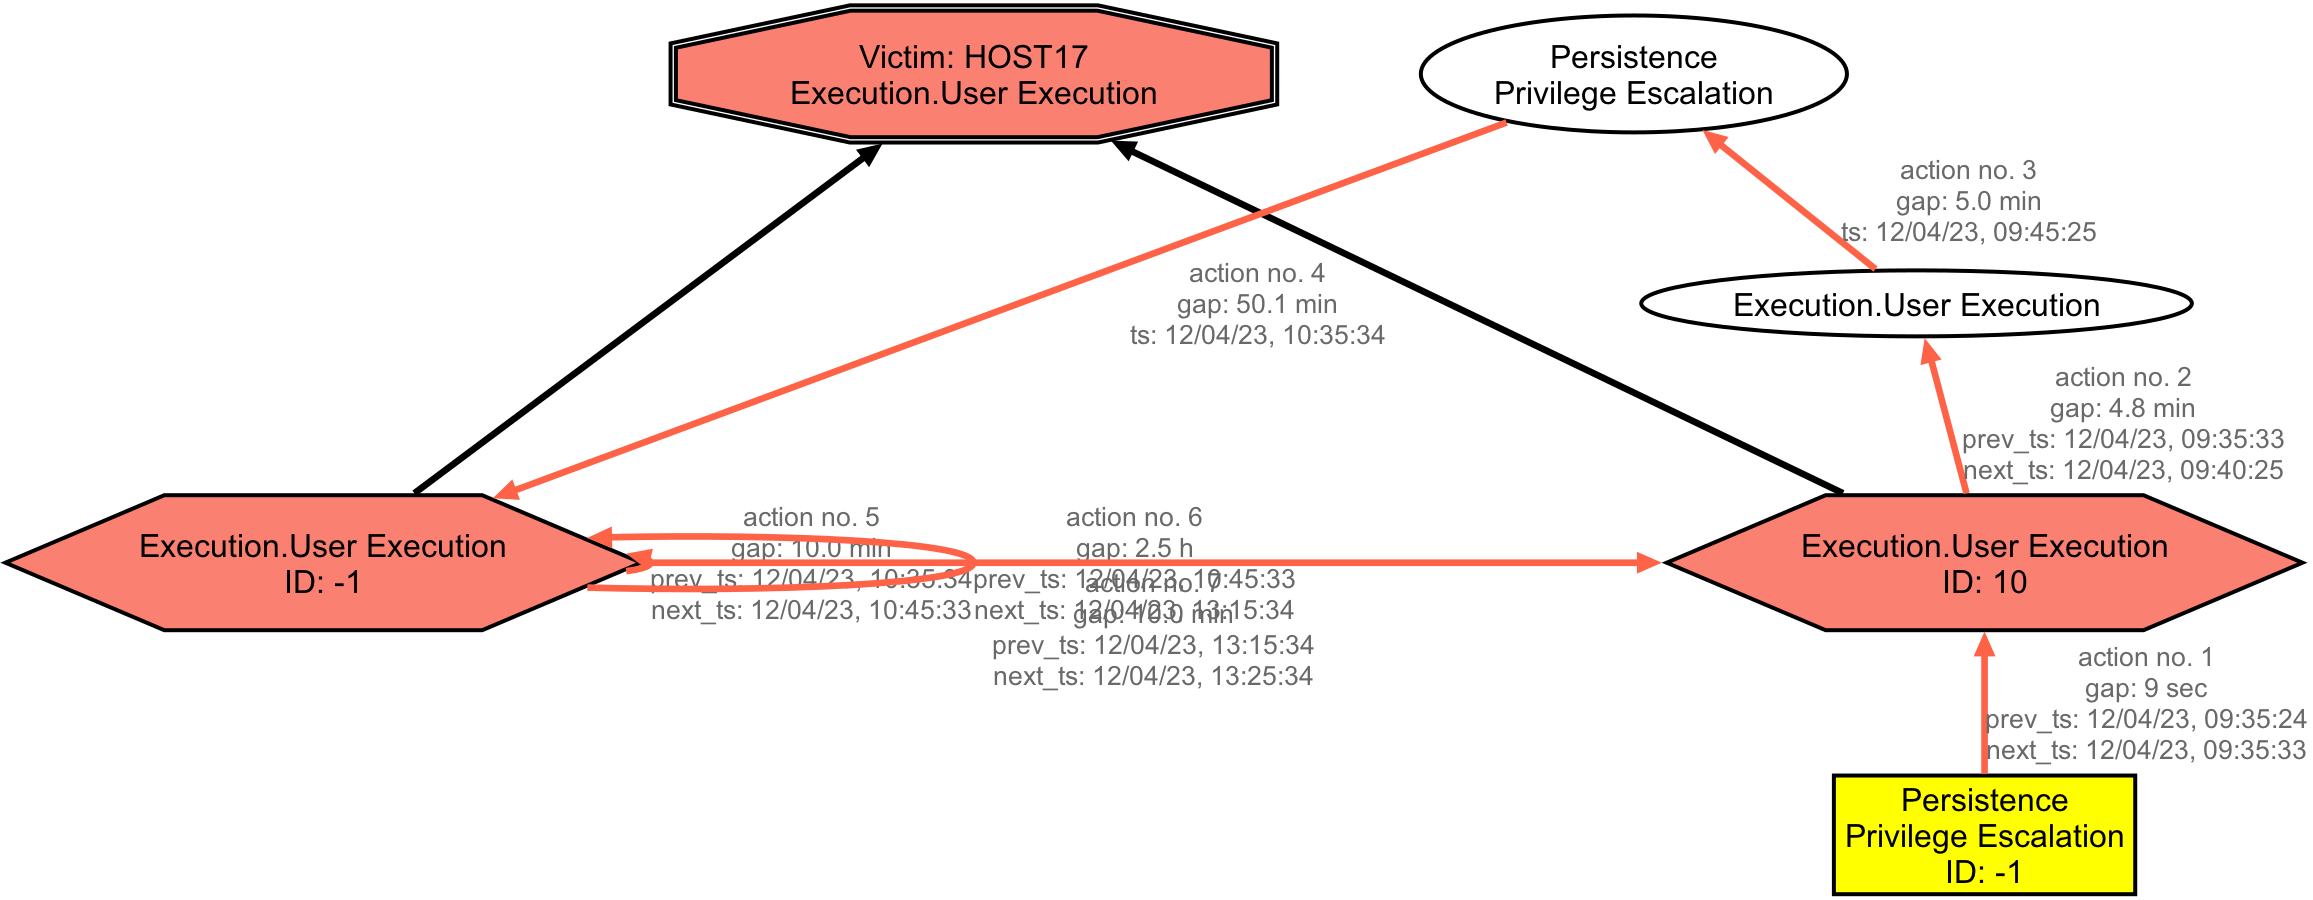 Victim: HOST17
Execution.User Execution
Persistence
Privilege Escalation
action no. 3
gap: 5.0 min
ts: 12/04/23, 09:45:25
action no. 4
gap: 50.1 min
ts: 12/04/23, 10:35:34
Execution.User Execution
action no. 2
gap: 4.8 min
prev_ts: 12/04/23, 09:35:33
next_ts: 12/04/23, 09:40:25
Execution.User Execution
ID: -1
action no. 5
gap: 10.0 min
prev_ts: 12/04/23, 10:35:34
next_ts: 12/04/23, 10:45:33
action no. 6
gap: 2.5 h
prev_ts: 12/04/23, 10:45:33
next_ts: 12/04/23, 13:15:34
action no. 7
gap: 10.0 min
prev_ts: 12/04/23, 13:15:34
next_ts: 12/04/23, 13:25:34
Execution.User Execution
ID: 10
action no. 1
gap: 9 sec
prev_ts: 12/04/23, 09:35:24
next_ts: 12/04/23, 09:35:33
Persistence
Privilege Escalation
ID: -1